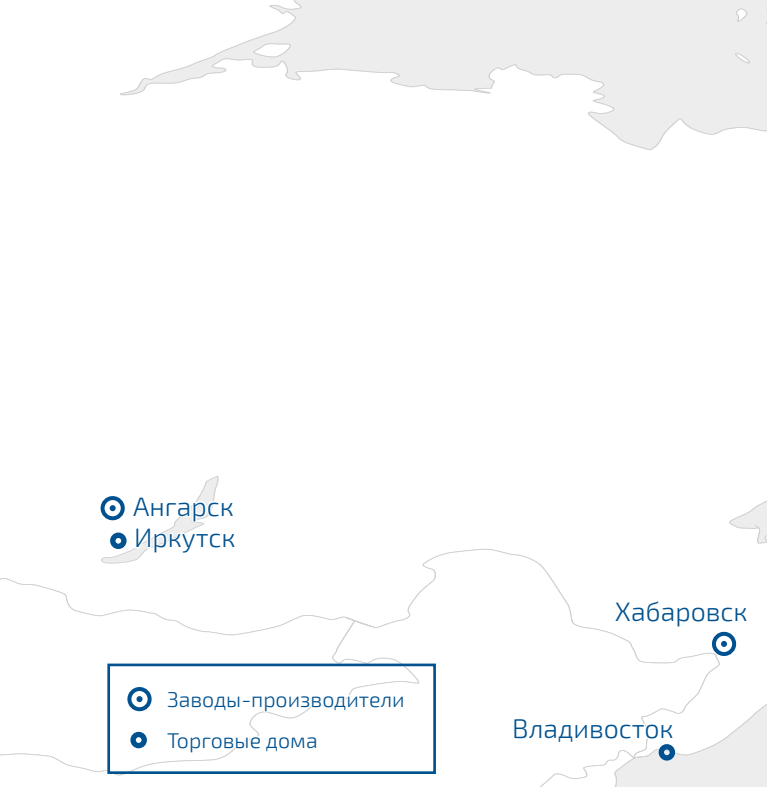 Ангарск
Иркутск
Хабаровск
Владивосток
Заводы-производители
Торговые дома